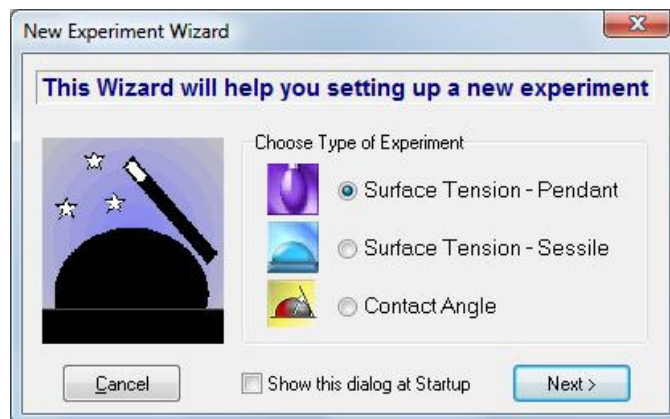 New Experiment Wizard
This Wizard will help you setting up a new experiment
Choose Type of Experiment
Surface Tension - Pendant
Surface Tension - Sessile
Contact Angle
Cancel
Show this dialog at Startup
Next >